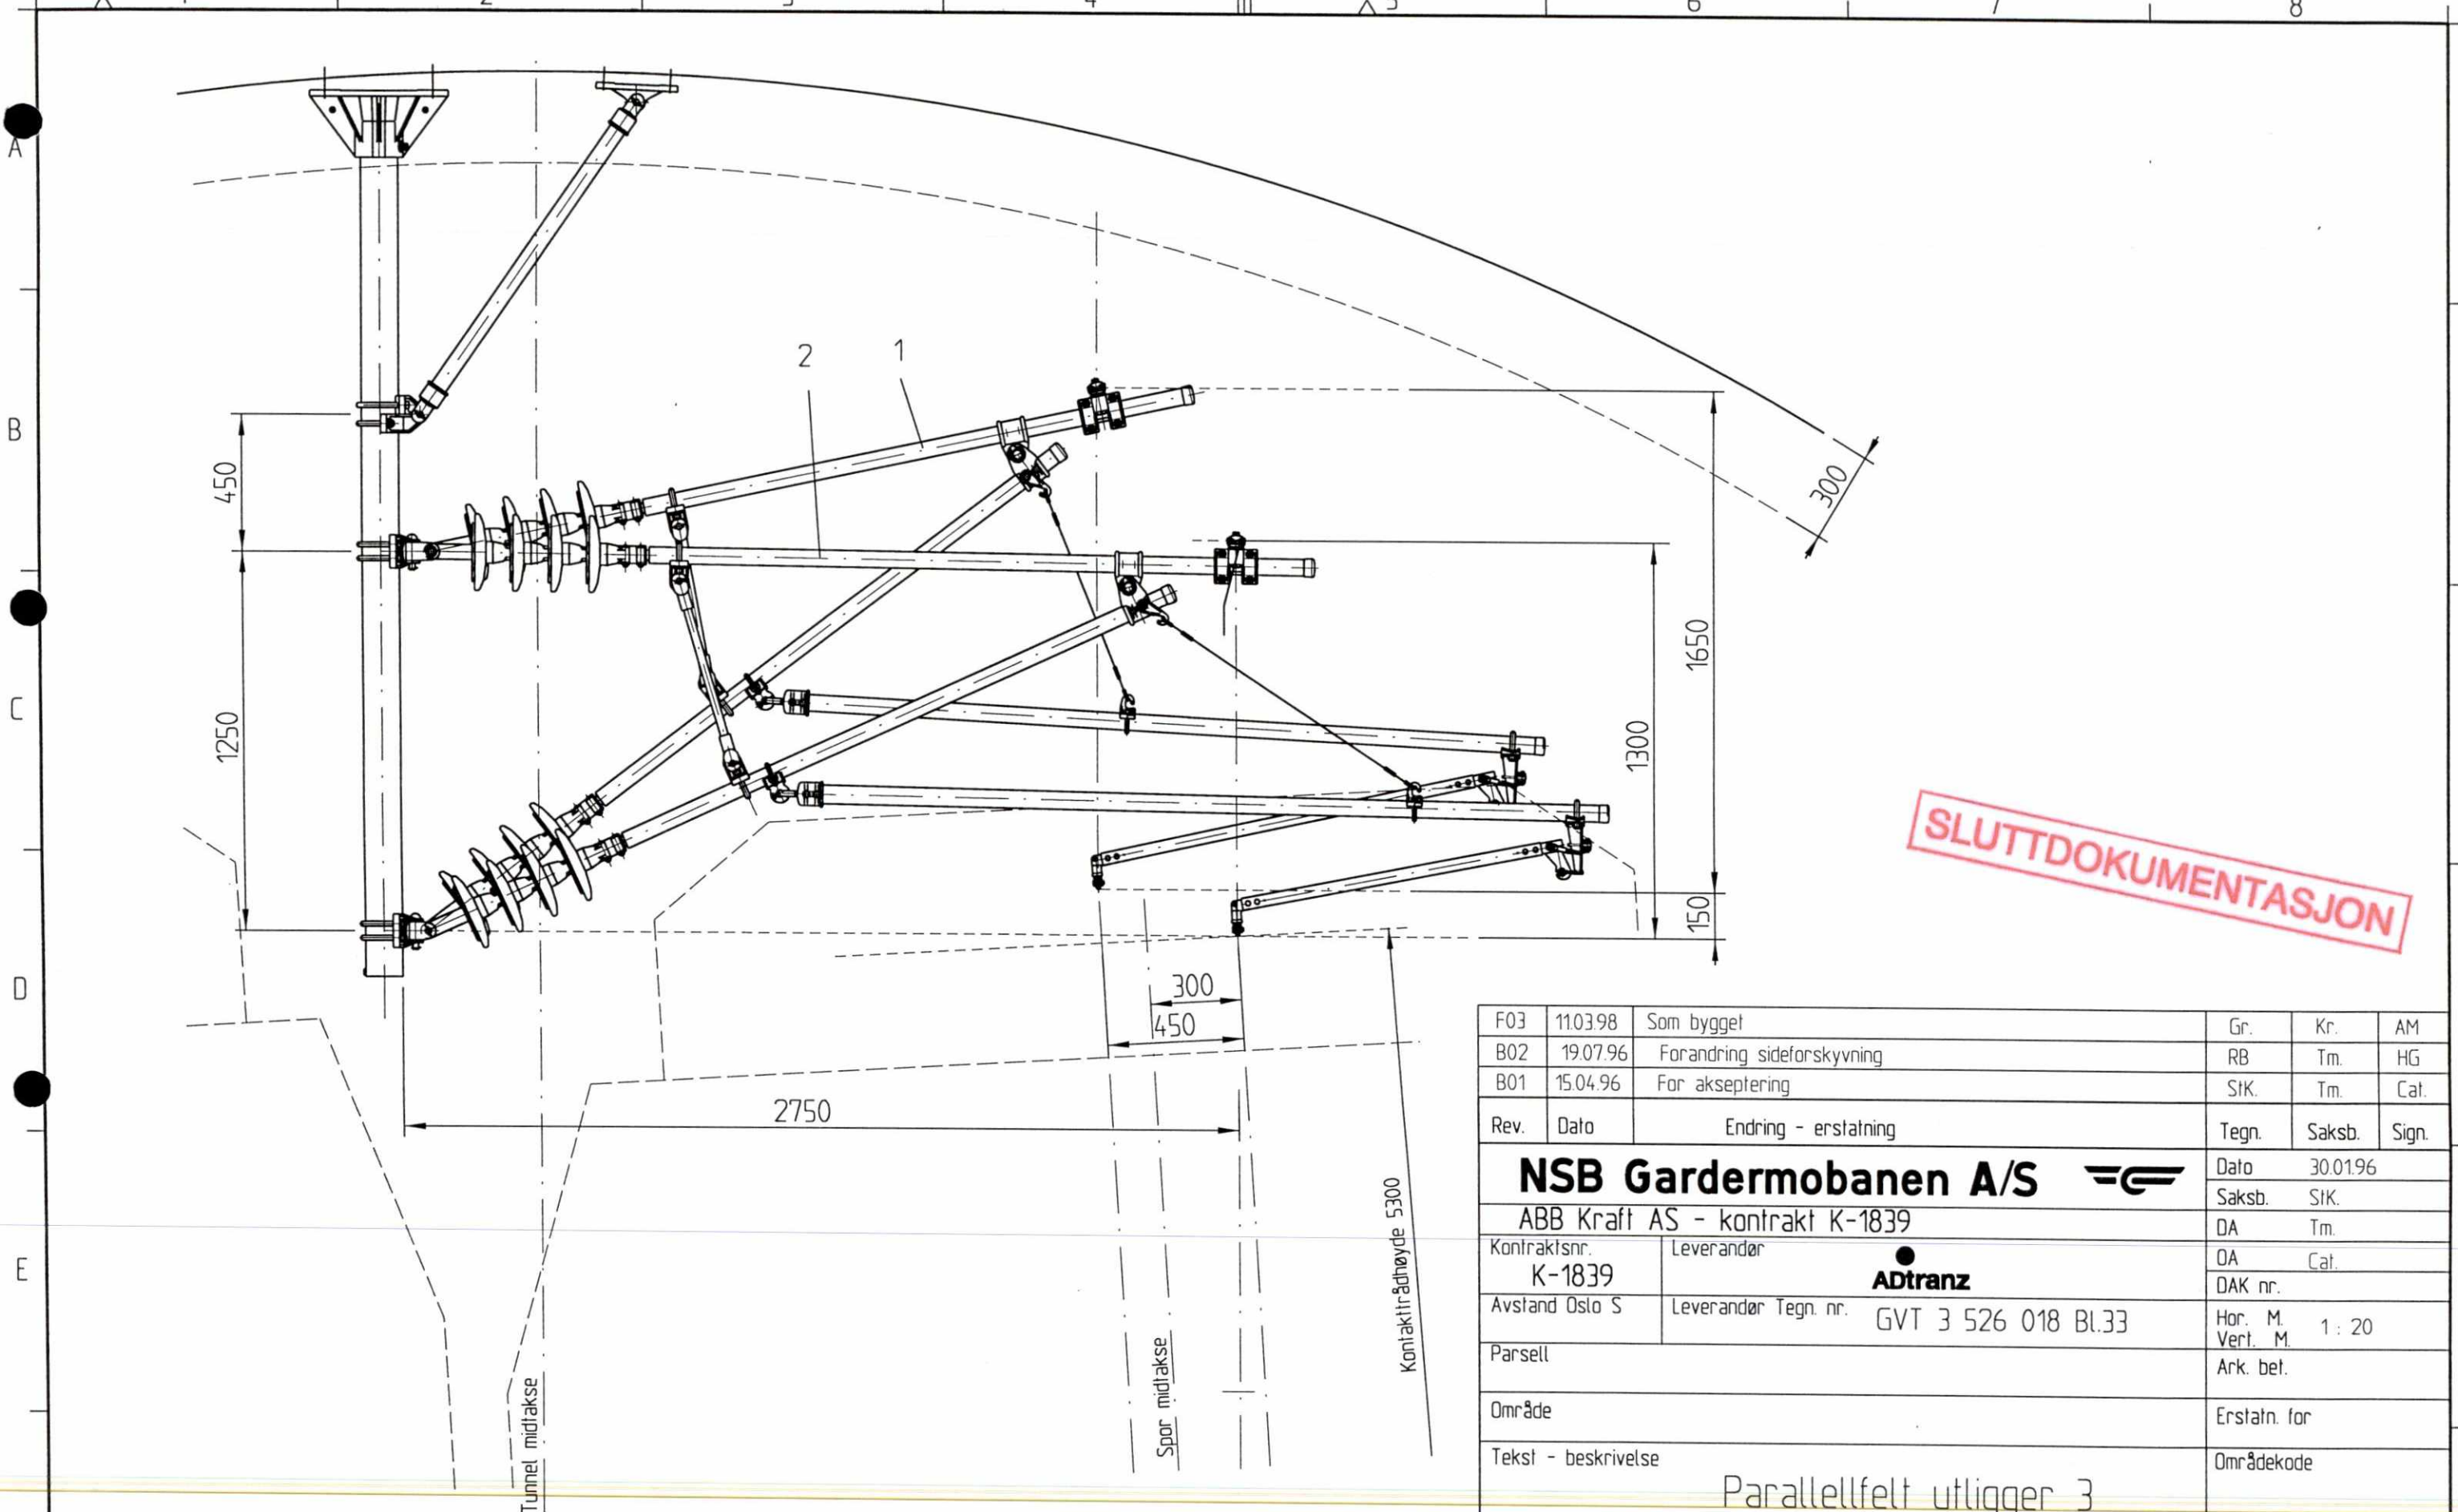 1 2 3 4 5 6 7 8
A
B
C
D
E
2
1
450
1250
300
1650
1300
150
300
450
2750
Tunnel midtakse
Spor midtakse
Kontakttrådhøyde 5300
SLUTTDOKUMENTASJON
F03 11.03.98 Som bygget Gr. Kr. AM
B02 19.07.96 Forandring sideforskyvning RB Tm. HG
B01 15.04.96 For akseptering StK. Tm. Cat.
Rev. Dato Endring - erstatning Tegn. Saksb. Sign.
NSB Gardermobanen A/S
Dato 30.01.96
Saksb. StK.
ABB Kraft AS - kontrakt K-1839
DA Tm.
Kontraktsnr. Leverandør
K-1839 ADtranz
OA Cat.
DAK nr.
Avstand Oslo S Leverandør Tegn. nr. GVT 3 526 018 Bl.33
Hor. M.
Vert. M. 1 : 20
Parsell
Ark. bet.
Område
Erstatn. for
Tekst - beskrivelse
Områdekode
Parallellfelt utligger 3